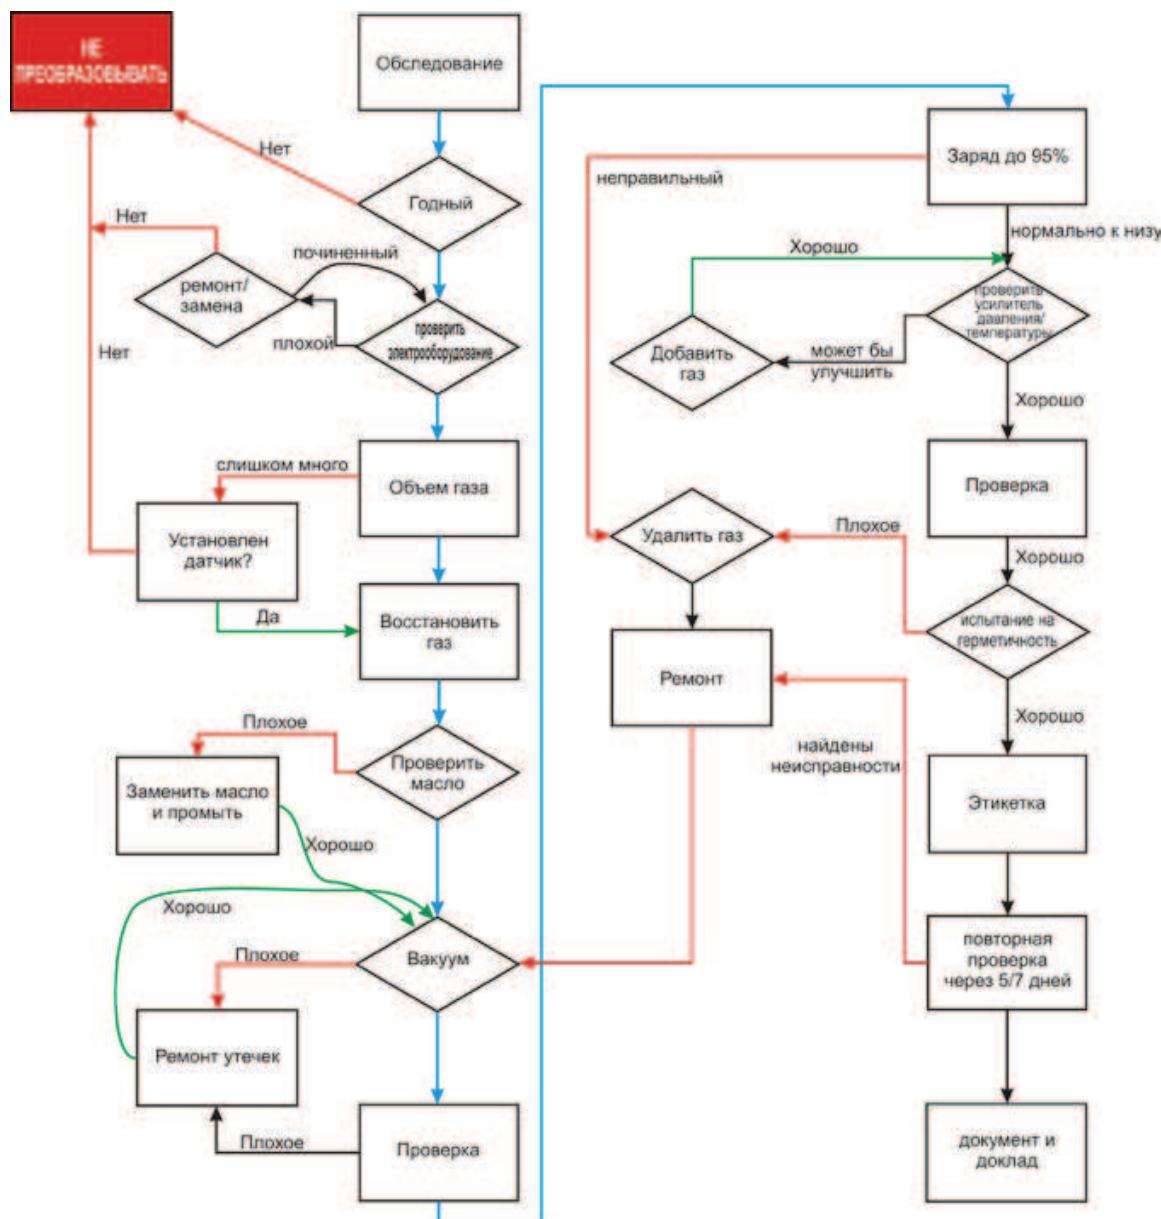 НЕ
ПРЕОБРАЗОВЫВАТЬ
Обследование
Нет
Годный
Нет
починенный
ремонт/
замена
плохой
проверить
электрооборудование
Нет
слишком много
Объем газа
Установлен
датчик?
Да
Восстановить
газ
Плохое
Проверить
масло
Заменить масло
и промыть
Хорошо
Хорошо
Плохое
Вакуум
Ремонт утечек
Плохое
Проверка
Заряд до 95%
неправильный
нормально к низу
Хорошо
проверить
усилитель
давления/
температуры
Добавить
газ
может бы
улучшить
Хорошо
Проверка
Удалить газ
Плохое
Хорошо
испытание на
герметичность
Ремонт
Хорошо
найдены
неисправности
Этикетка
повторная
проверка
через 5/7 дней
документ и
доклад